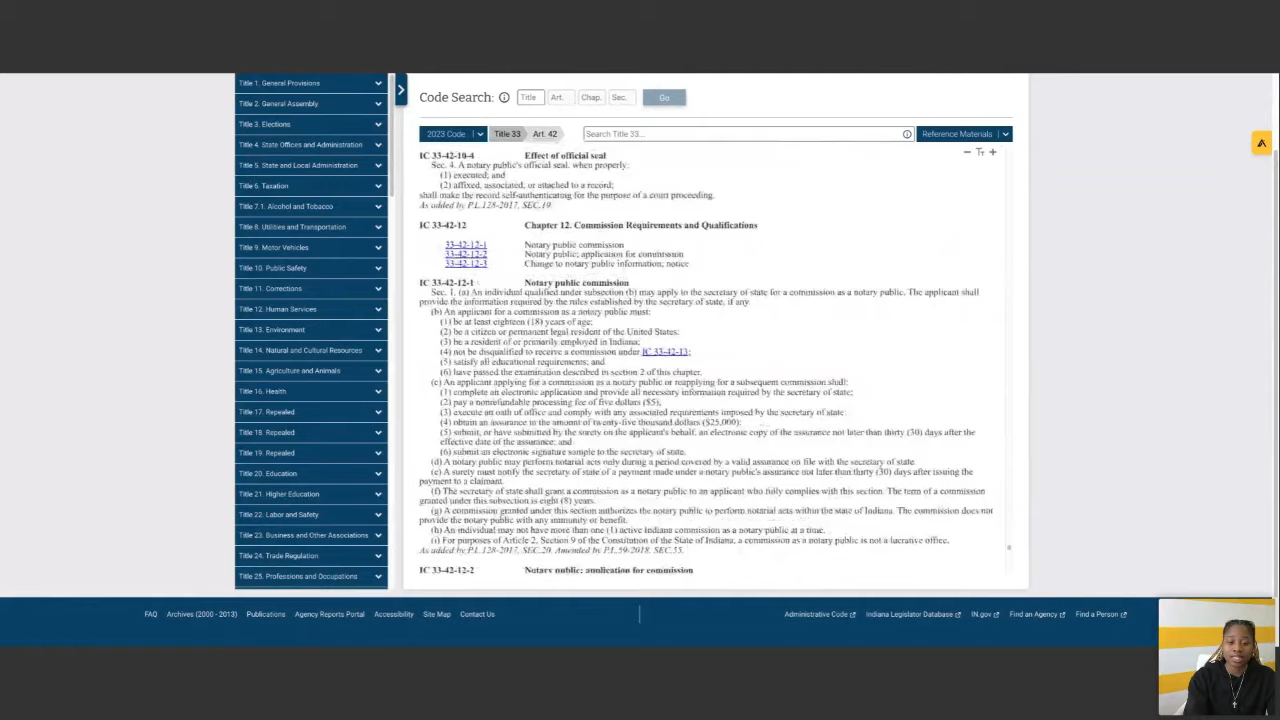 Title 1. General Provisions
Title 2. General Assembly
Title 3. Elections
Title 4. State Offices and Administration
Title 5. State and Local Administration
Title 6. Taxation
Title 7.1. Alcohol and Tobacco
Title 8. Utilities and Transportation
Title 9. Motor Vehicles
Title 10. Public Safety
Title 11. Corrections
Title 12. Human Services
Title 13. Environment
Title 14. Natural and Cultural Resources
Title 15. Agriculture and Animals
Title 16. Health
Title 17. Repealed
Title 18. Repealed
Title 19. Repealed
Title 20. Education
Title 21. Higher Education
Title 22. Labor and Safety
Title 23. Business and Other Associations
Title 24. Trade Regulation
Title 25. Professions and Occupations
Code Search: Title Art. Chap. Sec. Go
2023 Code Title 33 Art. 42 Search Title 33... Reference Materials
IC 33-42-10-4 Effect of official seal
Sec. 4. A notary public's official seal, when properly:
(1) executed; and
(2) affixed, associated, or attached to a record;
shall make the record self-authenticating for the purpose of a court proceeding.
As added by P.L.128-2017, SEC.19.
IC 33-42-12 Chapter 12. Commission Requirements and Qualifications
33-42-12-1 Notary public commission
33-42-12-2 Notary public; application for commission
33-42-12-3 Change to notary public information; notice
IC 33-42-12-1 Notary public commission
Sec. 1. (a) An individual qualified under subsection (b) may apply to the secretary of state for a commission as a notary public. The applicant shall
provide the information required by the rules established by the secretary of state, if any.
(b) An applicant for a commission as a notary public must:
(1) be at least eighteen (18) years of age;
(2) be a citizen or permanent legal resident of the United States;
(3) be a resident of or primarily employed in Indiana;
(4) not be disqualified to receive a commission under IC 33-42-13;
(5) satisfy all educational requirements; and
(6) have passed the examination described in section 2 of this chapter.
(c) An applicant applying for a commission as a notary public or reapplying for a subsequent commission shall:
(1) complete an electronic application and provide all necessary information required by the secretary of state;
(2) pay a nonrefundable processing fee of five dollars ($5);
(3) execute an oath of office and comply with any associated requirements imposed by the secretary of state;
(4) obtain an assurance in the amount of twenty-five thousand dollars ($25,000);
(5) submit, or have submitted by the surety on the applicant's behalf, an electronic copy of the assurance not later than thirty (30) days after the
effective date of the assurance; and
(6) submit an electronic signature sample to the secretary of state.
(d) A notary public may perform notarial acts only during a period covered by a valid assurance on file with the secretary of state.
(e) A surety must notify the secretary of state of a payment made under a notary public's assurance not later than thirty (30) days after issuing the
payment to a claimant.
(f) The secretary of state shall grant a commission as a notary public to an applicant who fully complies with this section. The term of a commission
granted under this subsection is eight (8) years.
(g) A commission granted under this section authorizes the notary public to perform notarial acts within the state of Indiana. The commission does not
provide the notary public with any immunity or benefit.
(h) An individual may not have more than one (1) active Indiana commission as a notary public at a time.
(i) For purposes of Article 2, Section 9 of the Constitution of the State of Indiana, a commission as a notary public is not a lucrative office.
As added by P.L.128-2017, SEC.20. Amended by P.L.59-2018, SEC.55.
IC 33-42-12-2 Notary public; application for commission
FAQ Archives (2000 - 2013) Publications Agency Reports Portal Accessibility Site Map Contact Us
Administrative Code Indiana Legislator Database IN.gov Find an Agency Find a Person